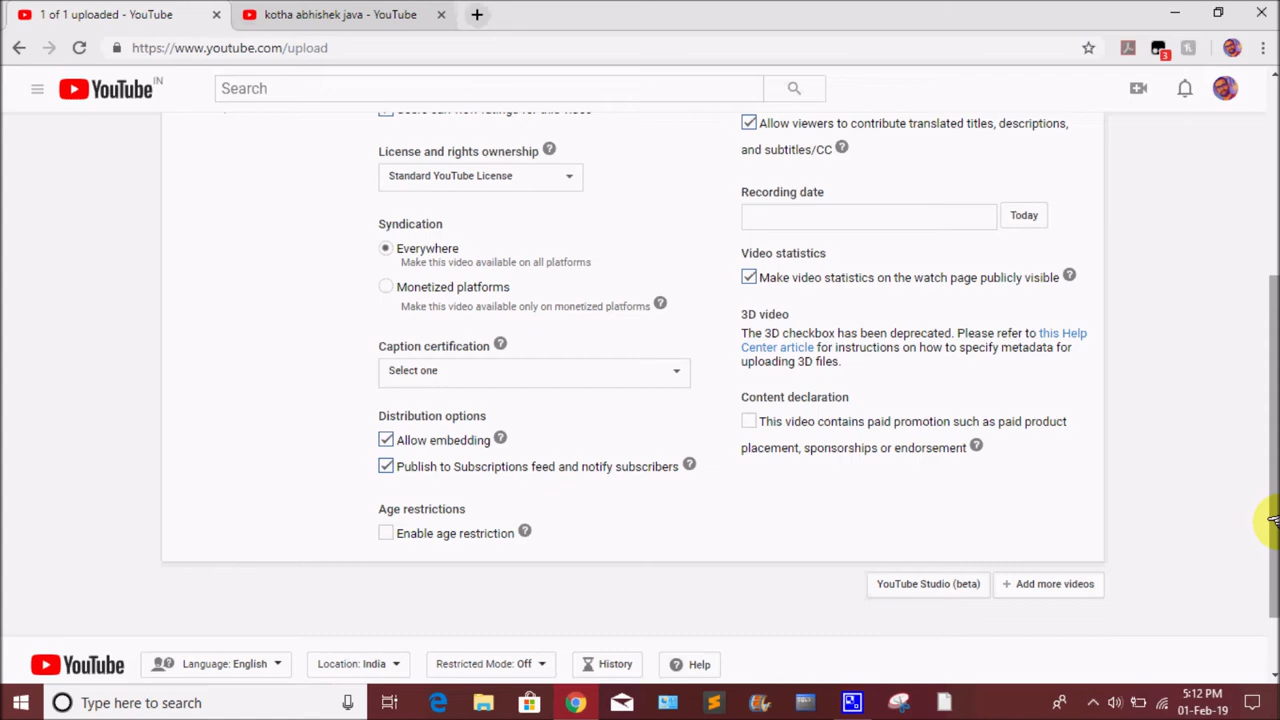 1 of 1 uploaded - YouTube
kotha abhishek java - YouTube
https://www.youtube.com/upload
3
YouTube IN
Search
Users can view ratings for this video
Allow viewers to contribute translated titles, descriptions,
and subtitles/CC
License and rights ownership
Standard YouTube License
Recording date
Today
Syndication
Everywhere
Make this video available on all platforms
Monetized platforms
Make this video available only on monetized platforms
Video statistics
Make video statistics on the watch page publicly visible
3D video
The 3D checkbox has been deprecated. Please refer to this Help
Center article for instructions on how to specify metadata for
uploading 3D files.
Caption certification
Select one
Content declaration
This video contains paid promotion such as paid product
placement, sponsorships or endorsement
Distribution options
Allow embedding
Publish to Subscriptions feed and notify subscribers
Age restrictions
Enable age restriction
YouTube Studio (beta)
+ Add more videos
YouTube
Language: English
Location: India
Restricted Mode: Off
History
Help
Type here to search
5:12 PM
01-Feb-19